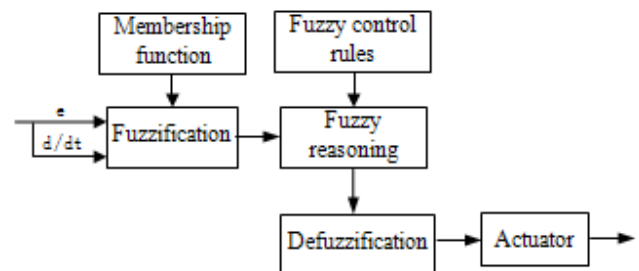 Membership
function
Fuzzy control
rules
e
d/dt
Fuzzification
Fuzzy
reasoning
Defuzzification
Actuator